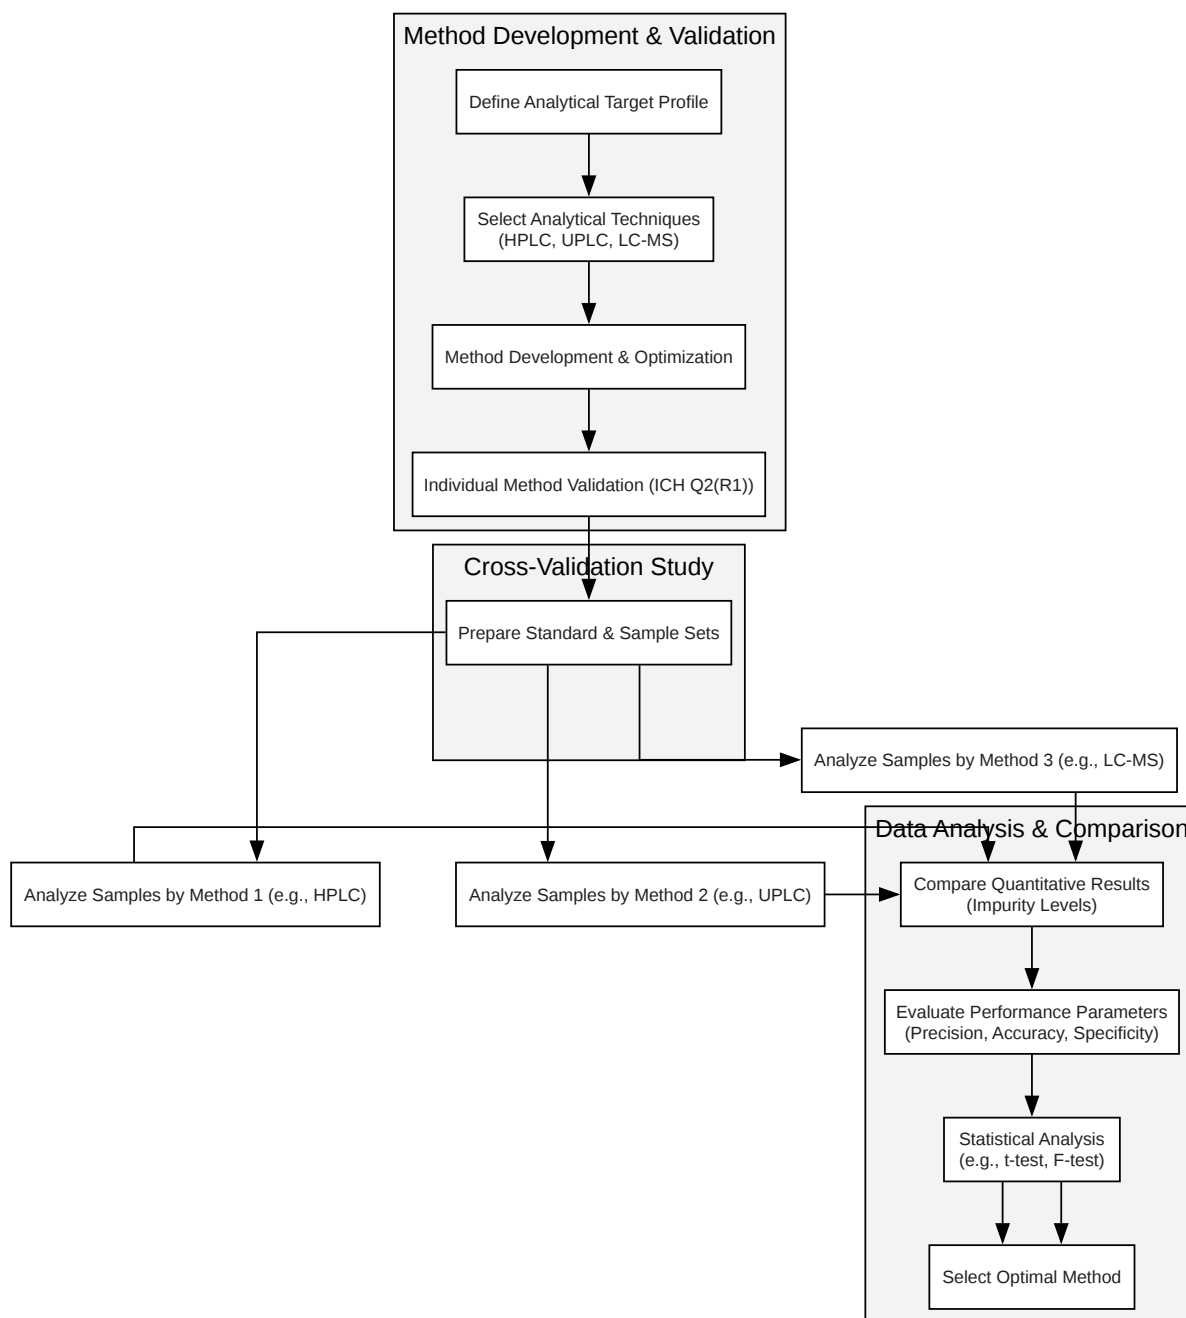 Method Development & Validation
Define Analytical Target Profile
Select Analytical Techniques
(HPLC, UPLC, LC-MS)
Method Development & Optimization
Individual Method Validation (ICH Q2(R1))
Cross-Validation Study
Prepare Standard & Sample Sets
Analyze Samples by Method 3 (e.g., LC-MS)
Data Analysis & Comparison
Analyze Samples by Method 1 (e.g., HPLC)
Analyze Samples by Method 2 (e.g., UPLC)
Compare Quantitative Results
(Impurity Levels)
Evaluate Performance Parameters
(Precision, Accuracy, Specificity)
Statistical Analysis
(e.g., t-test, F-test)
Select Optimal Method